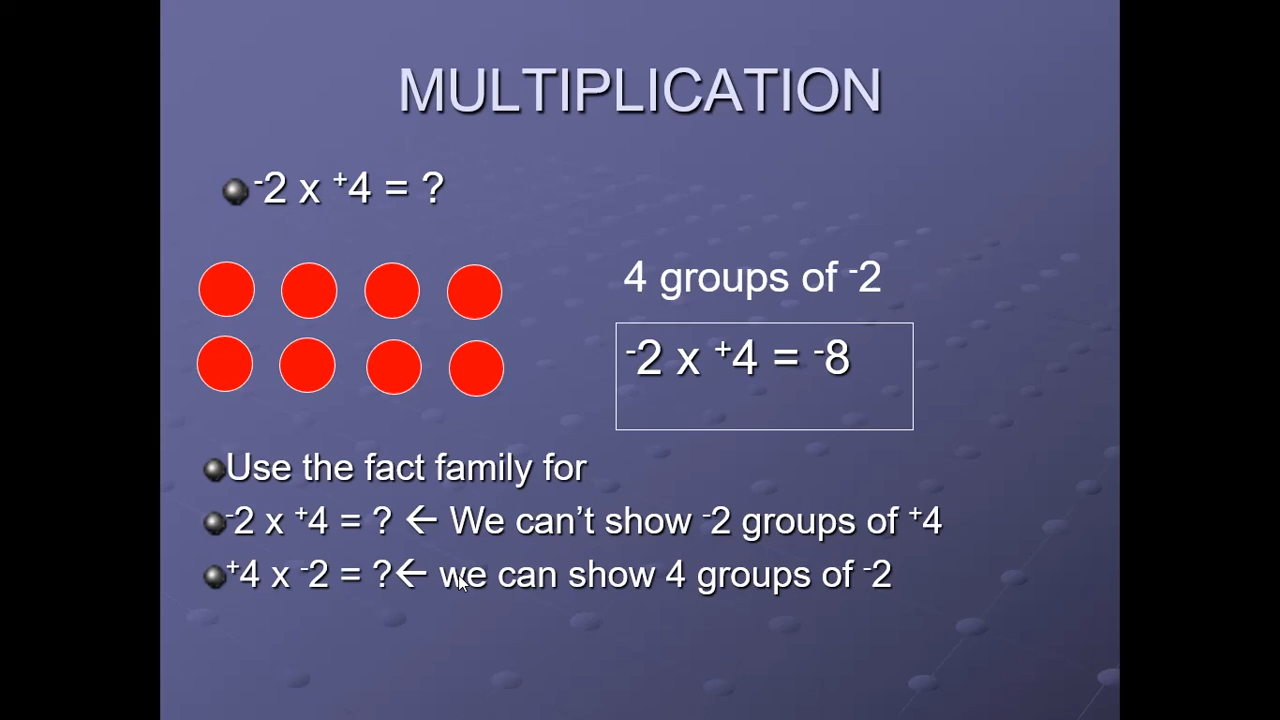 MULTIPLICATION
⁻2 x ⁺4 = ?
4 groups of ⁻2
⁻2 x ⁺4 = ⁻8
Use the fact family for
⁻2 x ⁺4 = ? ← We can’t show ⁻2 groups of ⁺4
⁺4 x ⁻2 = ?← we can show 4 groups of ⁻2